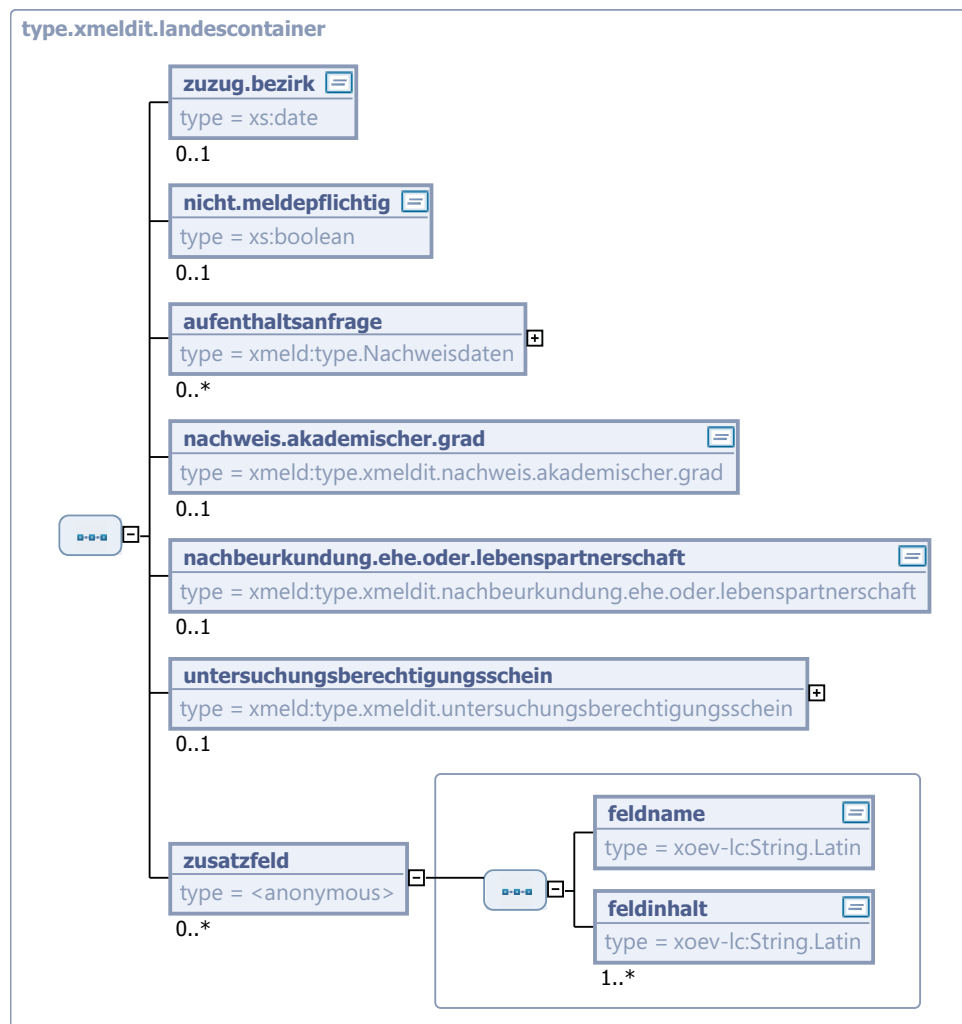 type.xmeldit.landescontainer
zuzug.bezirk
type = xs:date
0..1
nicht.meldepflichtig
type = xs:boolean
0..1
aufenthaltsanfrage
type = xmeld:type.Nachweisdaten
0..*
nachweis.akademischer.grad
type = xmeld:type.xmeldit.nachweis.akademischer.grad
0..1
nachbeurkundung.ehe.oder.lebenspartnerschaft
type = xmeld:type.xmeldit.nachbeurkundung.ehe.oder.lebenspartnerschaft
0..1
untersuchungsberechtigungsschein
type = xmeld:type.xmeldit.untersuchungsberechtigungsschein
0..1
zusatzfeld
type = <anonymous>
0..*
feldname
type = xoev-lc:String.Latin
feldinhalt
type = xoev-lc:String.Latin
1..*